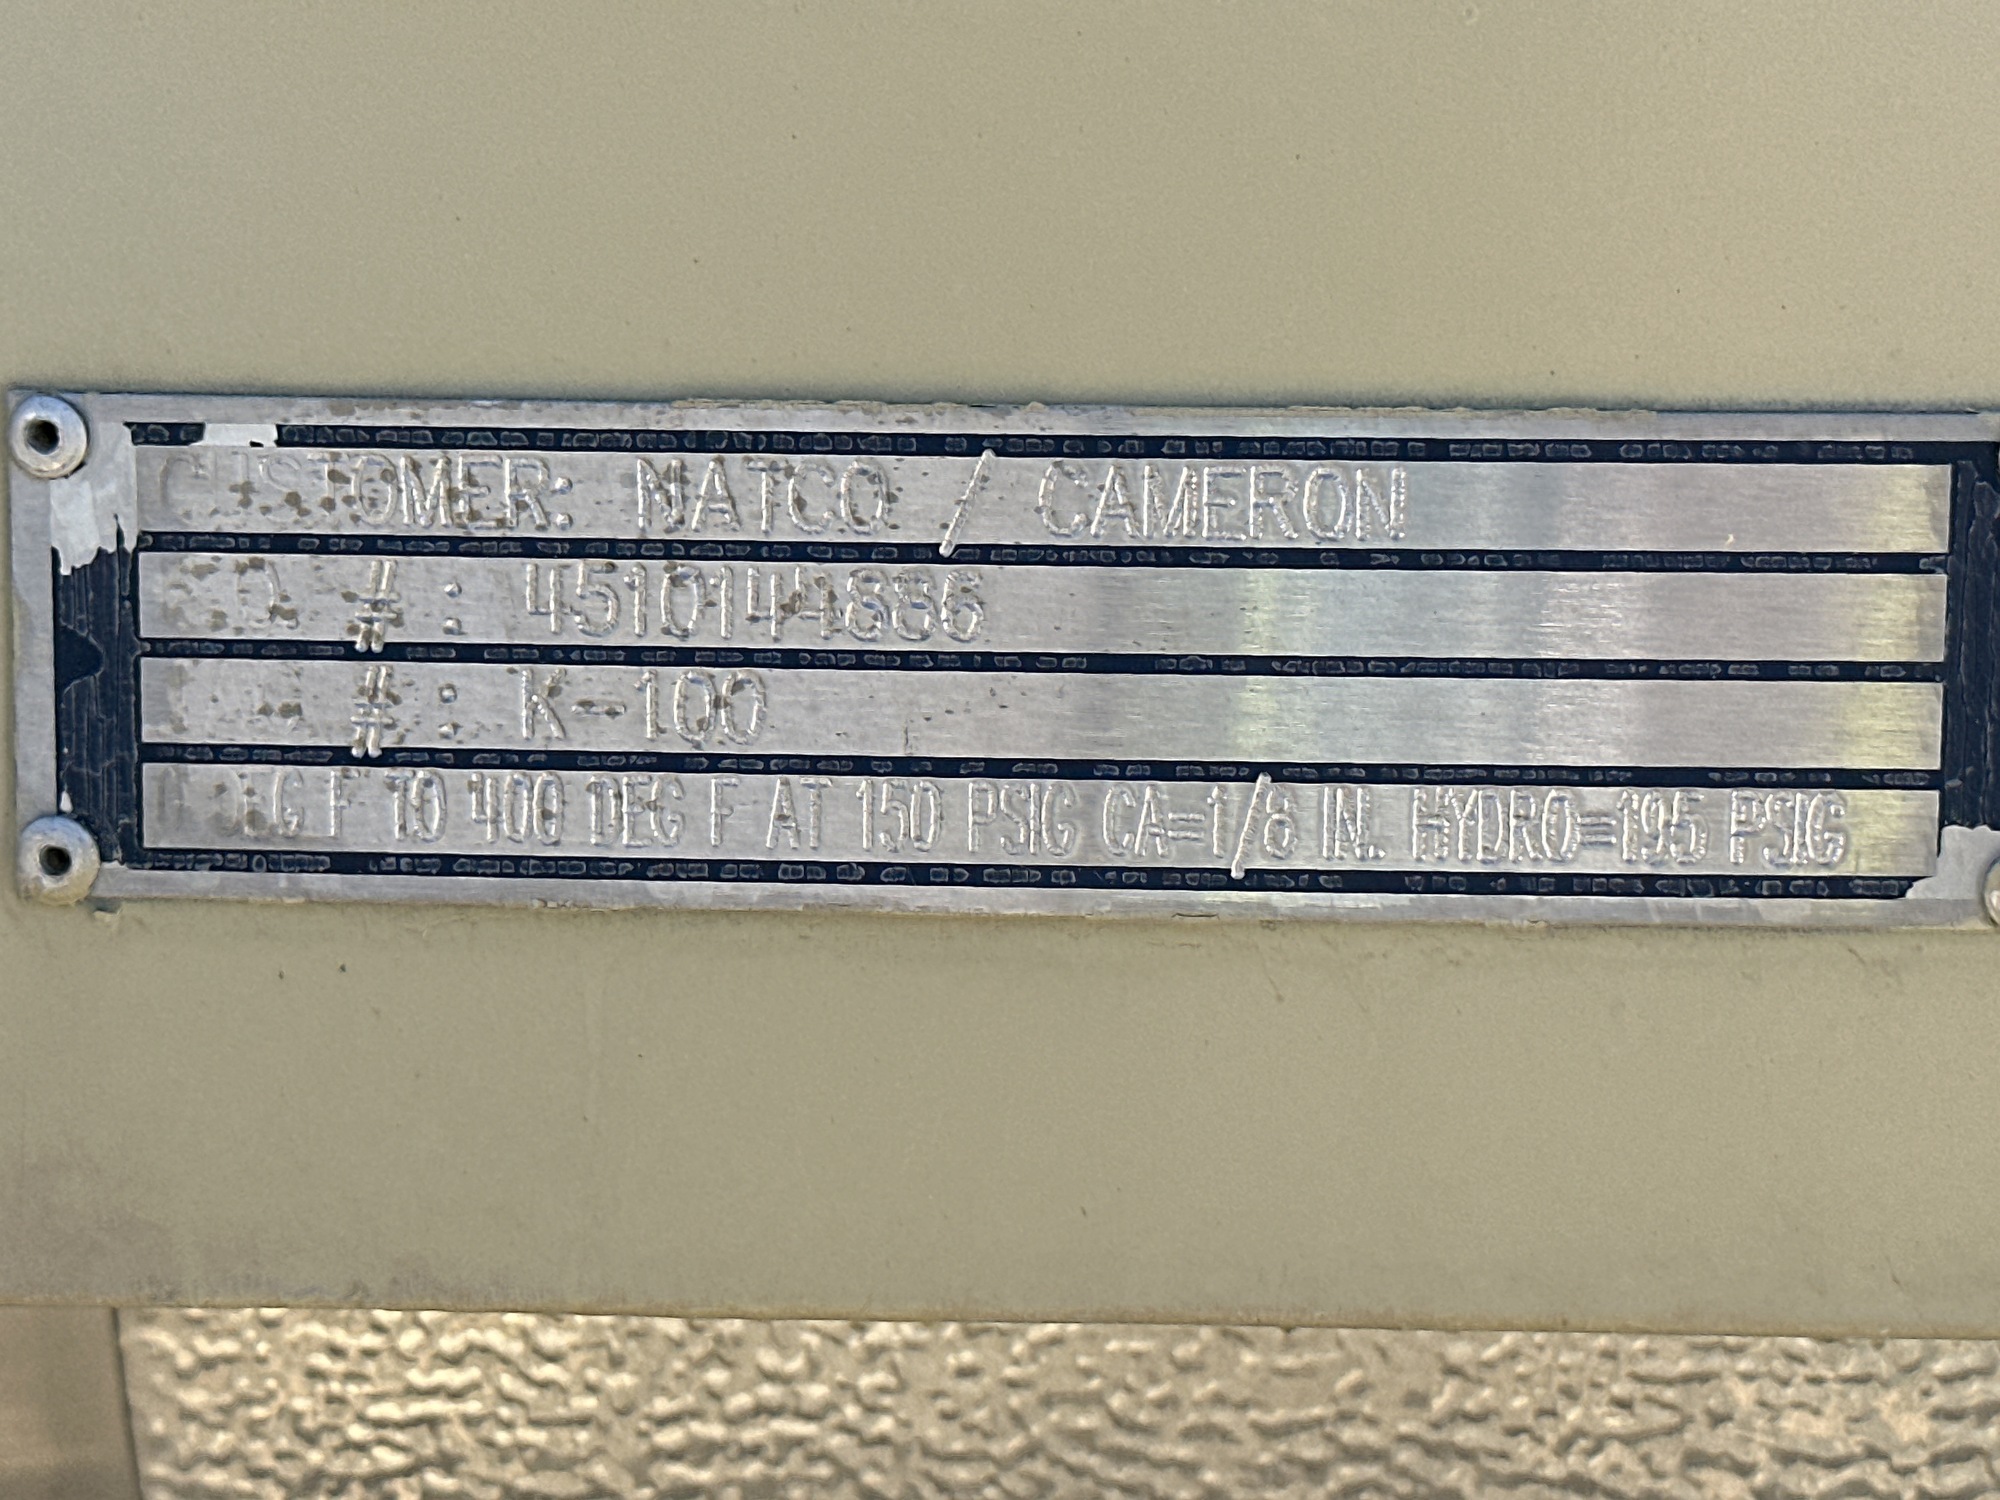 CUSTOMER: NATCO / CAMERON
P.O. #: 4510144886
#: K-100
DEG F TO 400 DEG F AT 150 PSIG CA=1/8 IN. HYDRO=195 PSIG